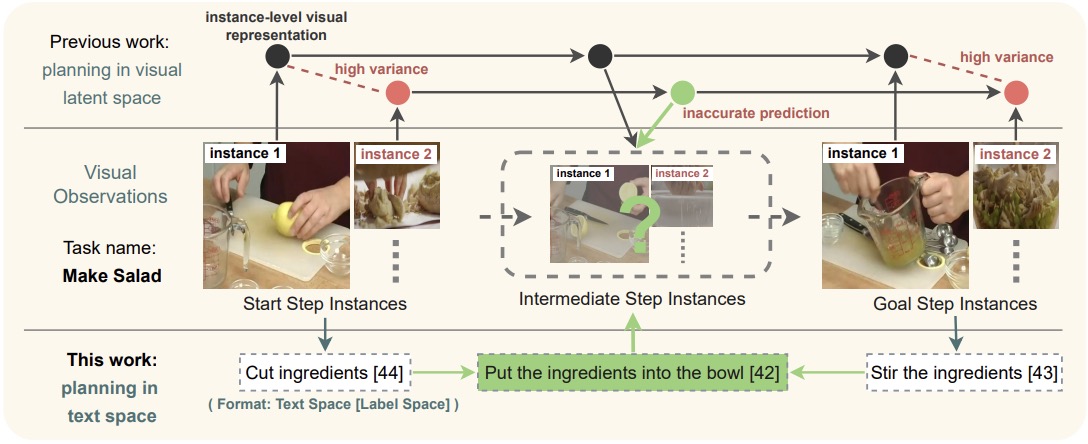 instance-level visual
representation
Previous work:
planning in visual
latent space
high variance
high variance
inaccurate prediction
Visual
Observations
Task name:
Make Salad
instance 1
instance 2
instance 1
instance 2
?
instance 1
instance 2
Start Step Instances
Intermediate Step Instances
Goal Step Instances
This work:
planning in
text space
Cut ingredients [44]
Put the ingredients into the bowl [42]
Stir the ingredients [43]
( Format: Text Space [Label Space] )